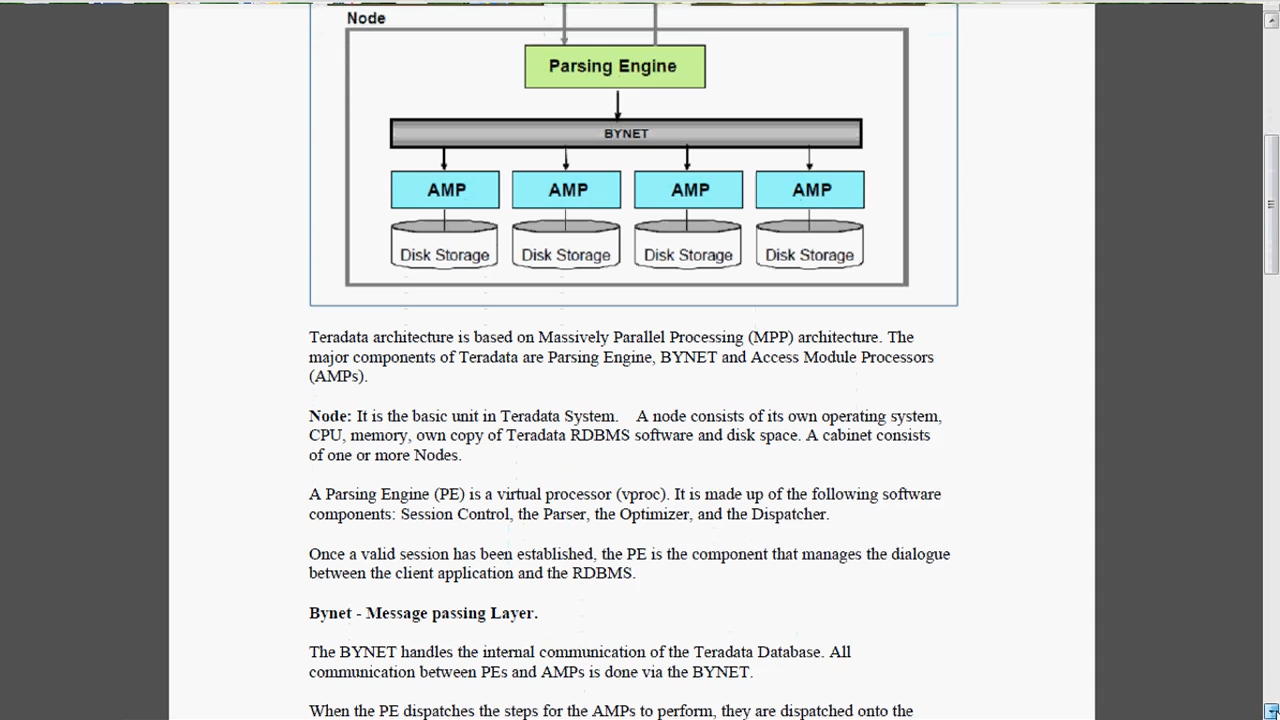 Node
Parsing Engine
BYNET
AMP AMP AMP AMP
Disk Storage Disk Storage Disk Storage Disk Storage
Teradata architecture is based on Massively Parallel Processing (MPP) architecture. The
major components of Teradata are Parsing Engine, BYNET and Access Module Processors
(AMPs).
Node: It is the basic unit in Teradata System. A node consists of its own operating system,
CPU, memory, own copy of Teradata RDBMS software and disk space. A cabinet consists
of one or more Nodes.
A Parsing Engine (PE) is a virtual processor (vproc). It is made up of the following software
components: Session Control, the Parser, the Optimizer, and the Dispatcher.
Once a valid session has been established, the PE is the component that manages the dialogue
between the client application and the RDBMS.
Bynet - Message passing Layer.
The BYNET handles the internal communication of the Teradata Database. All
communication between PEs and AMPs is done via the BYNET.
When the PE dispatches the steps for the AMPs to perform, they are dispatched onto the